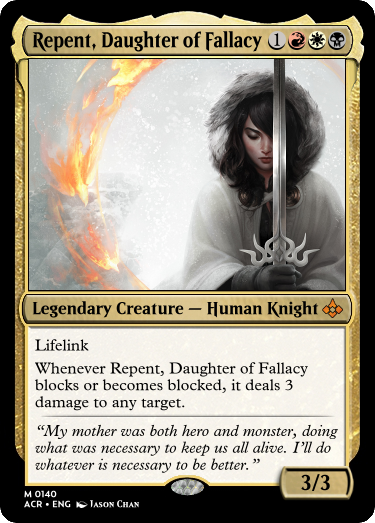 Repent, Daughter of Fallacy 1
Lifelink
Legendary Creature — Human Knight
Whenever Repent, Daughter of Fallacy
blocks or becomes blocked, it deals 3
damage to any target.
“My mother was both hero and monster, doing
what was necessary to keep us all alive. I’ll do
whatever is necessary to be better.”
3/3
M 0140
ACR • ENG Jason Chan